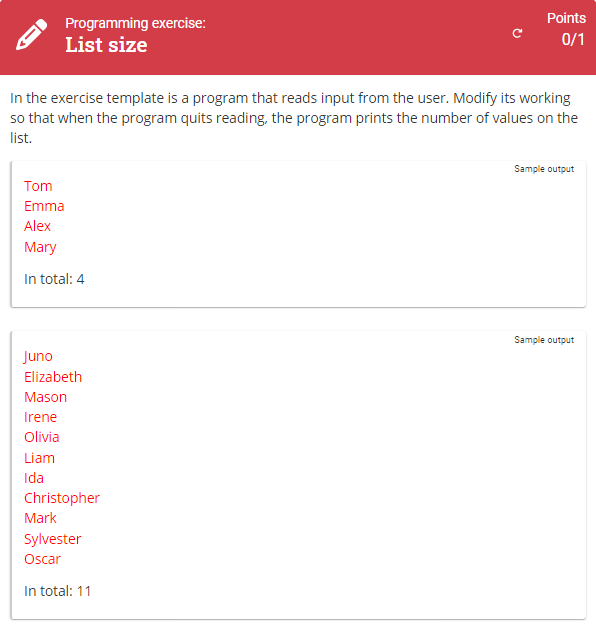 Programming exercise:
List size
Points
0/1
In the exercise template is a program that reads input from the user. Modify its working
so that when the program quits reading, the program prints the number of values on the
list.
Sample output
Tom
Emma
Alex
Mary
In total: 4
Sample output
Juno
Elizabeth
Mason
Irene
Olivia
Liam
Ida
Christopher
Mark
Sylvester
Oscar
In total: 11